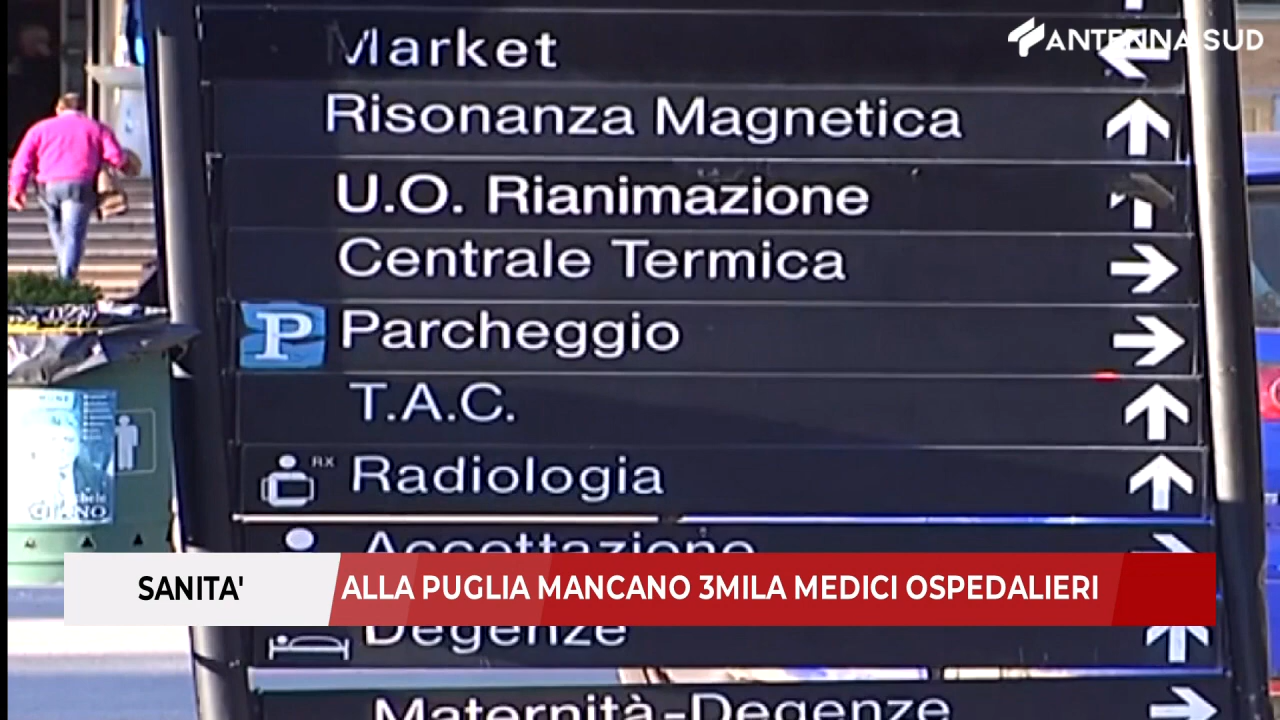 ANTENNA SUD
Market
Risonanza Magnetica
U.O. Rianimazione
Centrale Termica
P Parcheggio
T.A.C.
RX Radiologia
Accettazione
SANITA' ALLA PUGLIA MANCANO 3MILA MEDICI OSPEDALIERI
Degenze
Maternità-Degenze